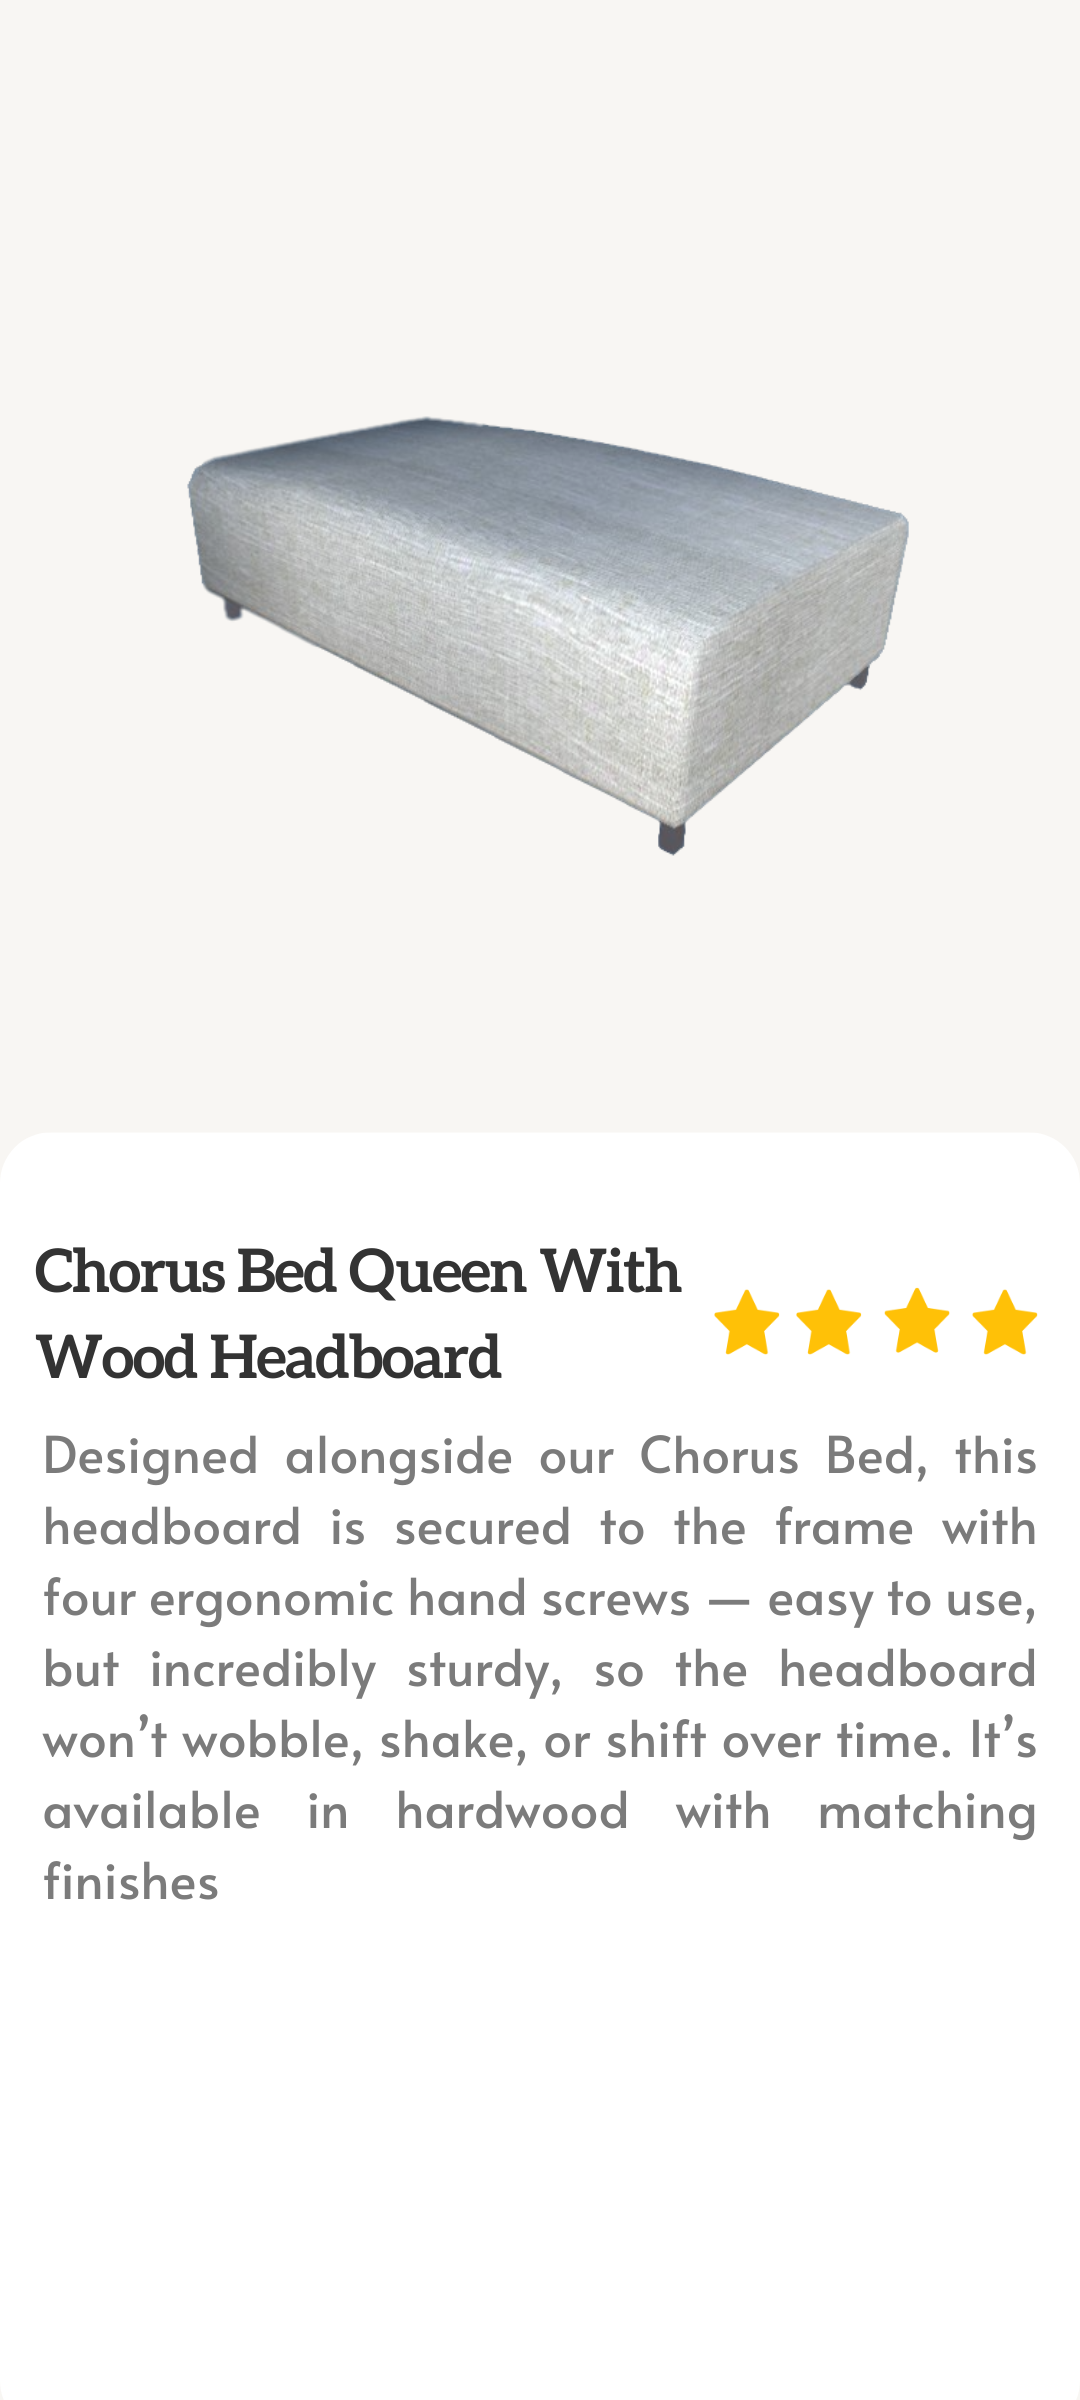 Chorus Bed Queen With
Wood Headboard
Designed alongside our Chorus Bed, this
headboard is secured to the frame with
four ergonomic hand screws — easy to use,
but incredibly sturdy, so the headboard
won’t wobble, shake, or shift over time. It’s
available in hardwood with matching
finishes